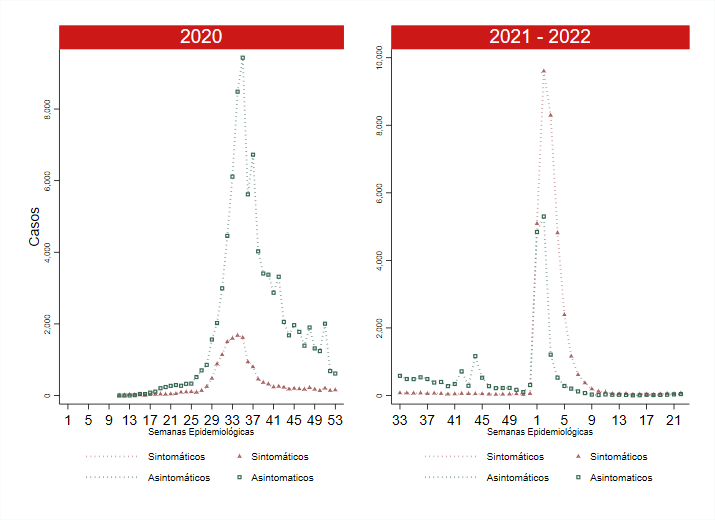 2020
2021 - 2022
Casos
8,000
6,000
4,000
2,000
0
1 5 9 13 17 21 25 29 33 37 41 45 49 53
Semanas Epidemiológicas
10,000
8,000
6,000
4,000
2,000
0
33 37 41 45 49 1 5 9 13 17 21
Semanas Epidemiológicas
Sintomáticos Sintomáticos
Asintomáticos Asintomaticos
Sintomáticos Sintomáticos
Asintomáticos Asintomaticos